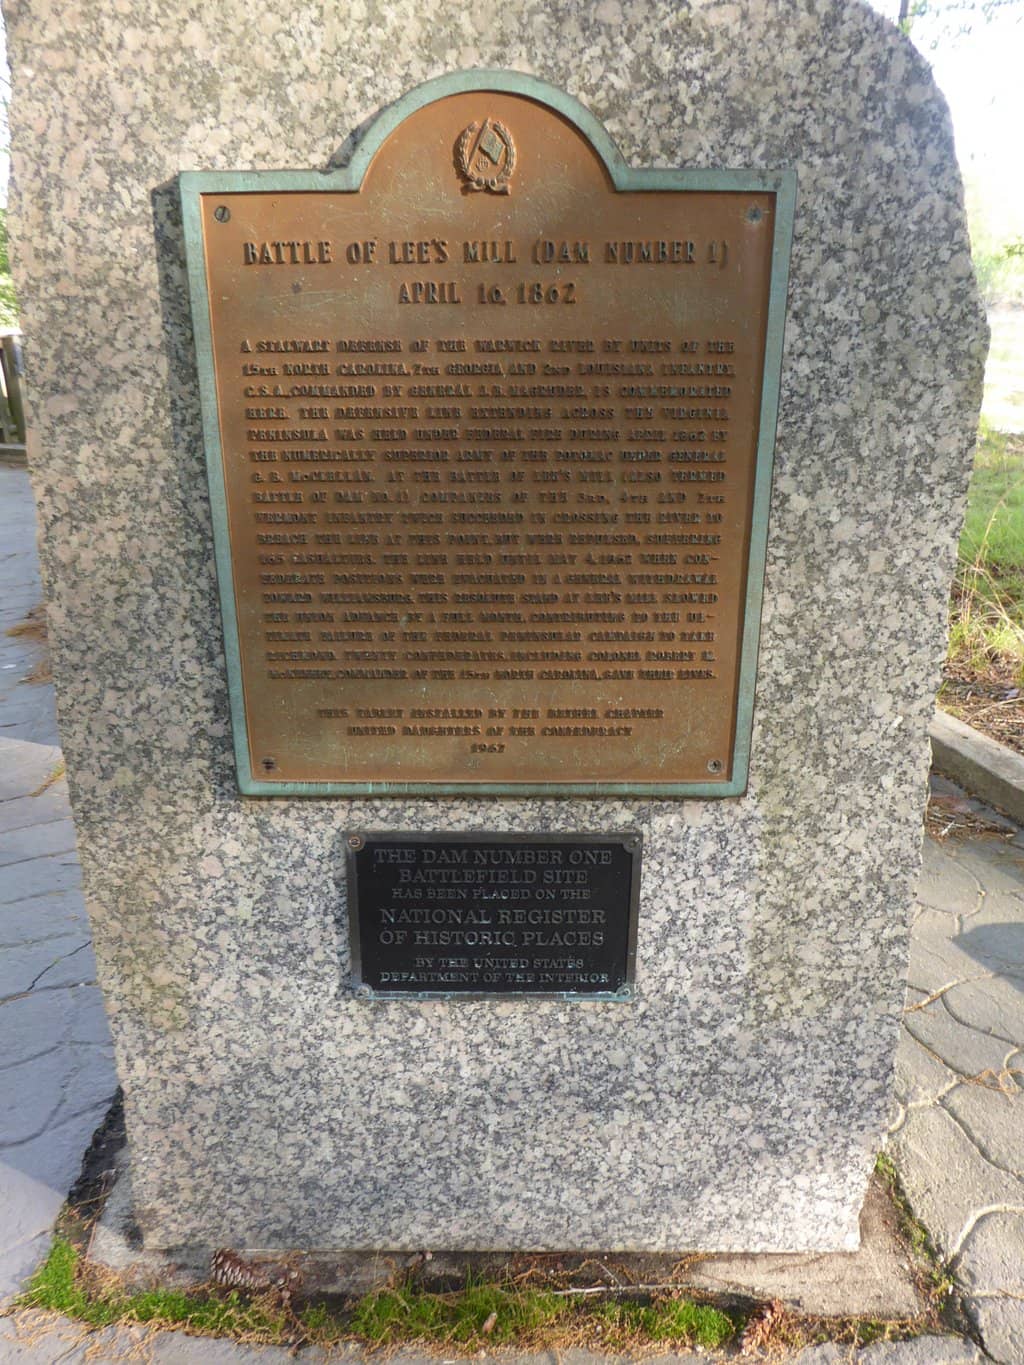 BATTLE OF LEE'S MILL (DAM NUMBER 1)
APRIL 16, 1862
A STALWART DEFENSE OF THE WARWICK RIVER BY UNITS OF THE
15TH NORTH CAROLINA, 7TH GEORGIA AND 2ND LOUISIANA INFANTRY,
C.S.A., COMMANDED BY GENERAL J. B. MAGRUDER, IS COMMEMORATED
HERE. THE DEFENSIVE LINE EXTENDING ACROSS THE VIRGINIA
PENINSULA WAS HELD UNDER FEDERAL FIRE DURING APRIL 1862 BY
THE NUMERICALLY SUPERIOR ARMY OF THE POTOMAC UNDER GENERAL
G. B. McCLELLAN. AT THE BATTLE OF LEE'S MILL (ALSO TERMED
BATTLE OF DAM NO. 1) COMPANIES OF THE 3RD, 4TH AND 7TH
VERMONT INFANTRY TWICE SUCCEEDED IN CROSSING THE RIVER TO
BREACH THE LINE AT THIS POINT, BUT WERE REPULSED, SUFFERING
165 CASUALTIES. THE LINE HELD UNTIL MAY 4, 1862 WHEN CON-
FEDERATE POSITIONS WERE EVACUATED IN A GENERAL WITHDRAWAL
TOWARD WILLIAMSBURG. THIS RESOLUTE STAND AT LEE'S MILL SLOWED
THE UNION ADVANCE BY A FULL MONTH, CONTRIBUTING TO THE UL-
TIMATE FAILURE OF THE FEDERAL PENINSULAR CAMPAIGN TO TAKE
RICHMOND. TWENTY CONFEDERATES, INCLUDING COLONEL ROBERT M.
McKINNEY, COMMANDER OF THE 15TH NORTH CAROLINA, GAVE THEIR LIVES.
THIS TABLET INSTALLED BY THE BETHEL CHAPTER
UNITED DAUGHTERS OF THE CONFEDERACY
1967
THE DAM NUMBER ONE
BATTLEFIELD SITE
HAS BEEN PLACED ON THE
NATIONAL REGISTER
OF HISTORIC PLACES
BY THE UNITED STATES
DEPARTMENT OF THE INTERIOR